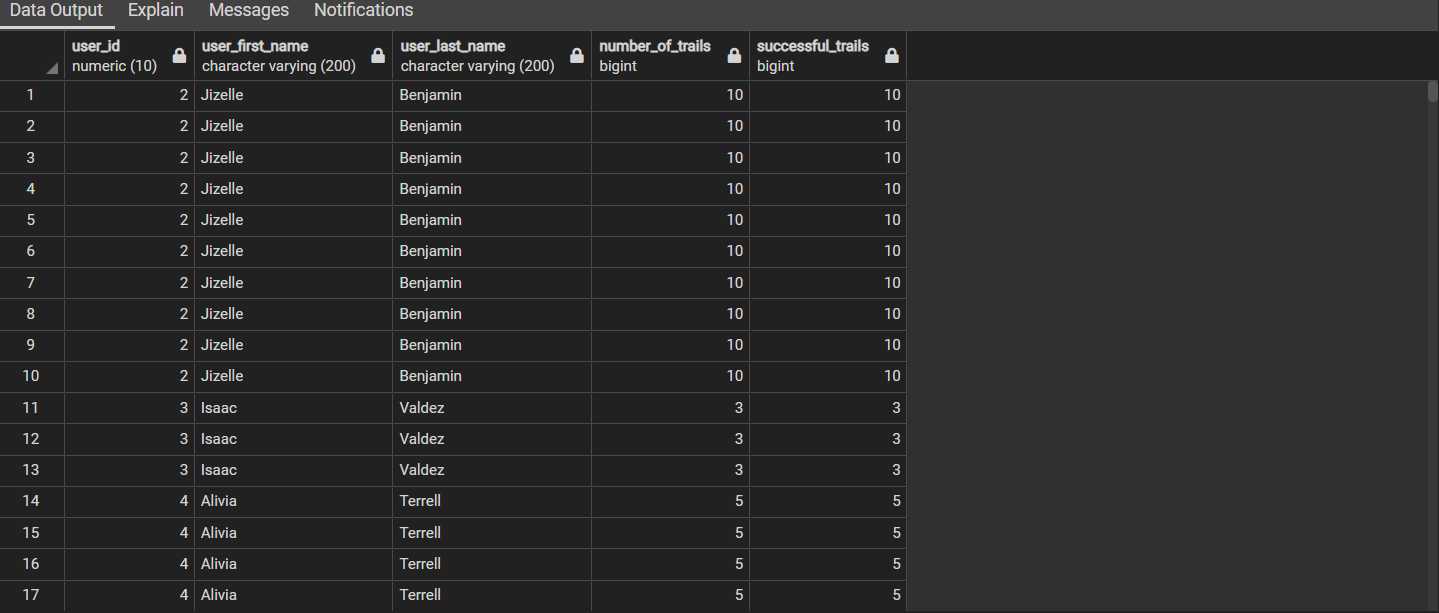 Data Output Explain Messages Notifications
user_id user_first_name user_last_name number_of_trails successful_trails
numeric (10) character varying (200) character varying (200) bigint bigint
1 2 Jizelle Benjamin 10 10
2 2 Jizelle Benjamin 10 10
3 2 Jizelle Benjamin 10 10
4 2 Jizelle Benjamin 10 10
5 2 Jizelle Benjamin 10 10
6 2 Jizelle Benjamin 10 10
7 2 Jizelle Benjamin 10 10
8 2 Jizelle Benjamin 10 10
9 2 Jizelle Benjamin 10 10
10 2 Jizelle Benjamin 10 10
11 3 Isaac Valdez 3 3
12 3 Isaac Valdez 3 3
13 3 Isaac Valdez 3 3
14 4 Alivia Terrell 5 5
15 4 Alivia Terrell 5 5
16 4 Alivia Terrell 5 5
17 4 Alivia Terrell 5 5